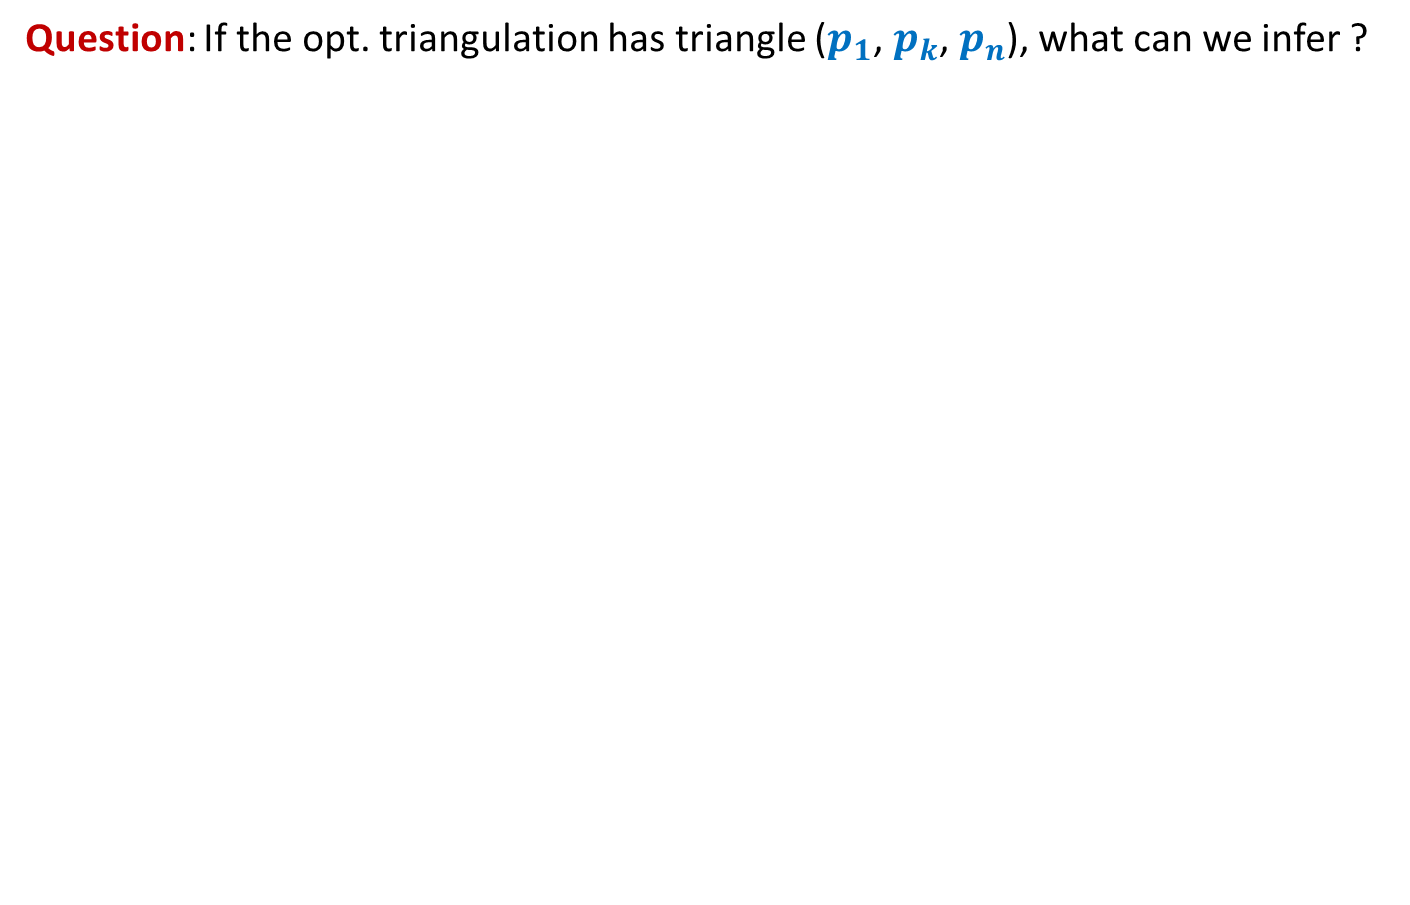 Question: If the opt. triangulation has triangle (p₁, pₖ, pₙ), what can we infer ?